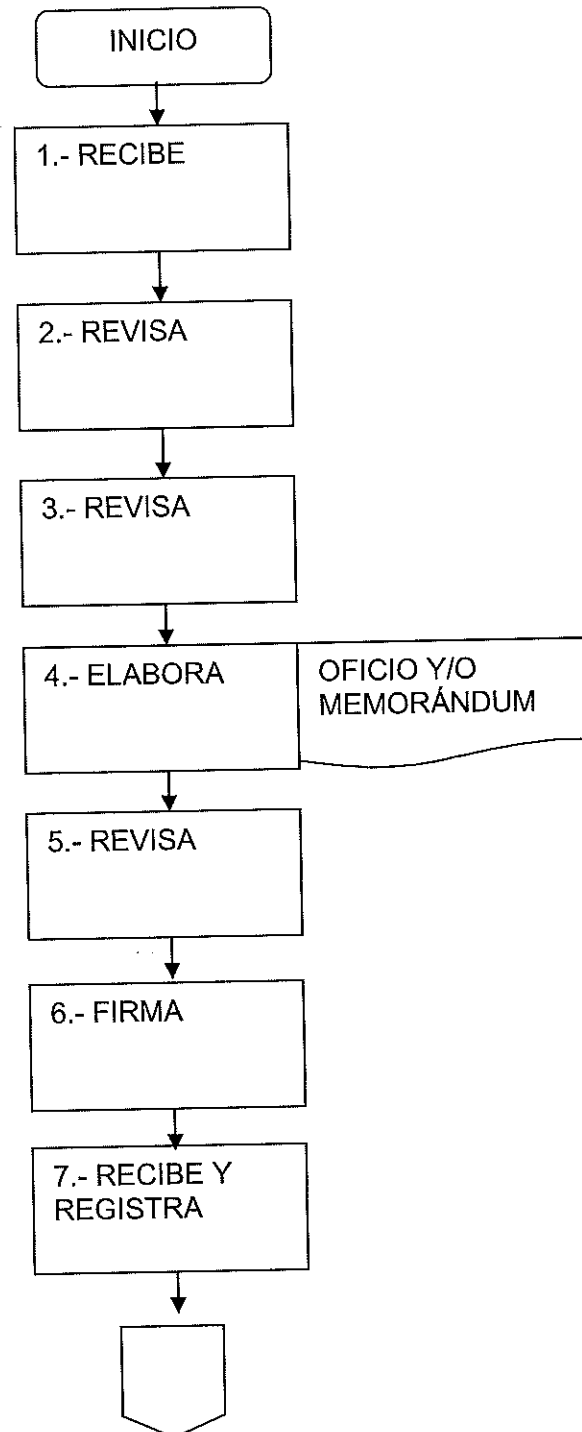 INICIO
1.- RECIBE
2.- REVISA
3.- REVISA
4.- ELABORA
OFICIO Y/O
MEMORÁNDUM
5.- REVISA
6.- FIRMA
7.- RECIBE Y
REGISTRA